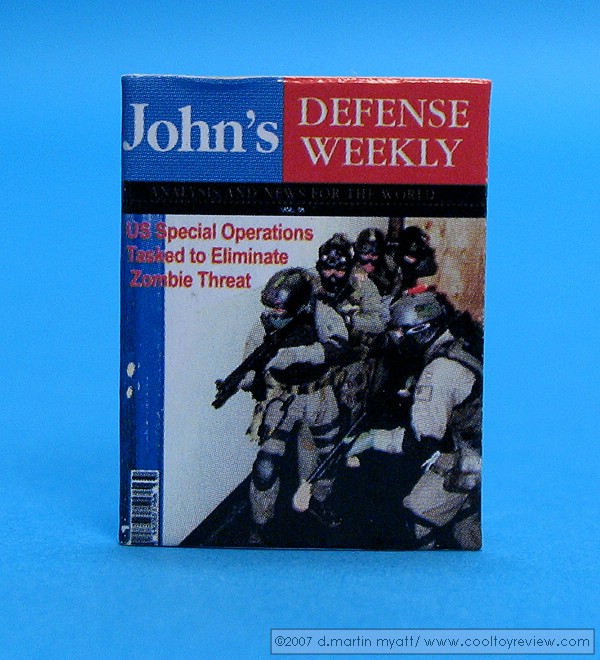 John's
DEFENSE
WEEKLY
ANALYSIS AND NEWS FOR THE WORLD
VOL.
US Special Operations
Tasked to Eliminate
Zombie Threat
©2007 d.martin myatt/ www.cooltoyreview.com